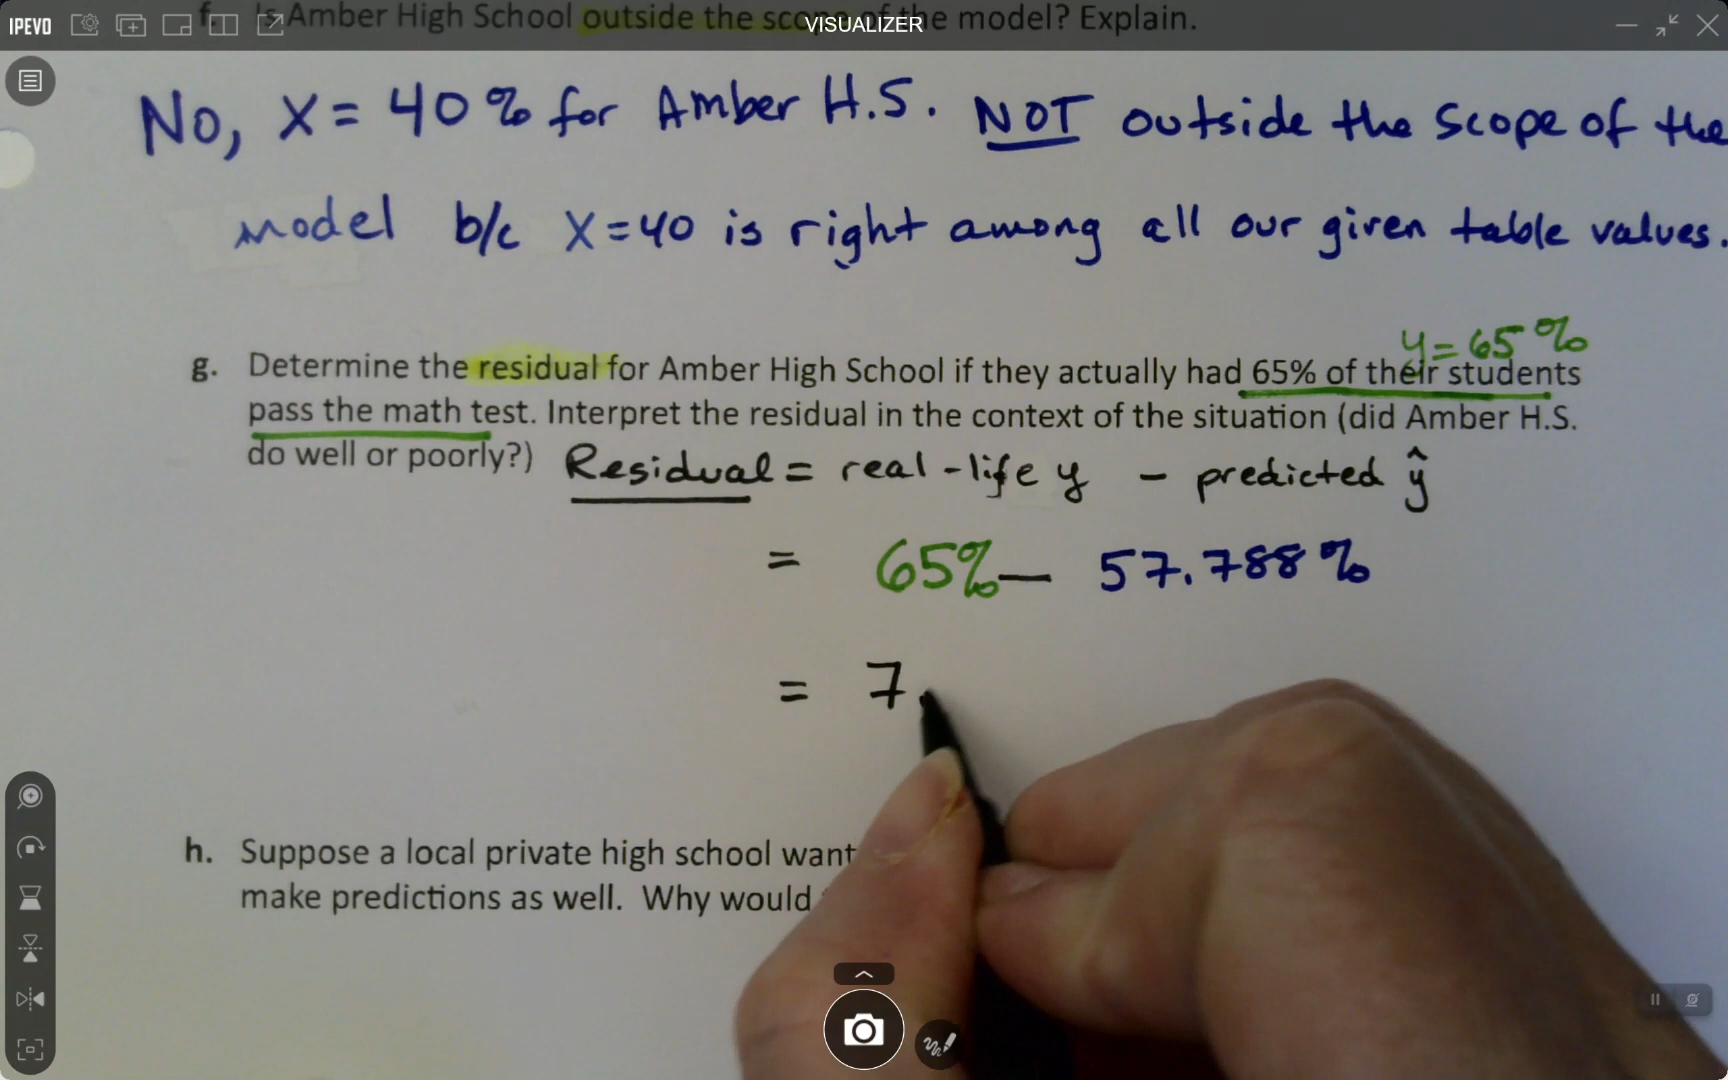 f. Is Amber High School outside the scope of the model? Explain.
IPEVO VISUALIZER
No, X = 40% for Amber H.S. NOT outside the scope of the
model b/c X=40 is right among all our given table values.
y=65%
g. Determine the residual for Amber High School if they actually had 65% of their students
pass the math test. Interpret the residual in the context of the situation (did Amber H.S.
do well or poorly?) Residual = real-life y - predicted ŷ
= 65% — 57.788%
= 7.
h. Suppose a local private high school want
make predictions as well. Why would